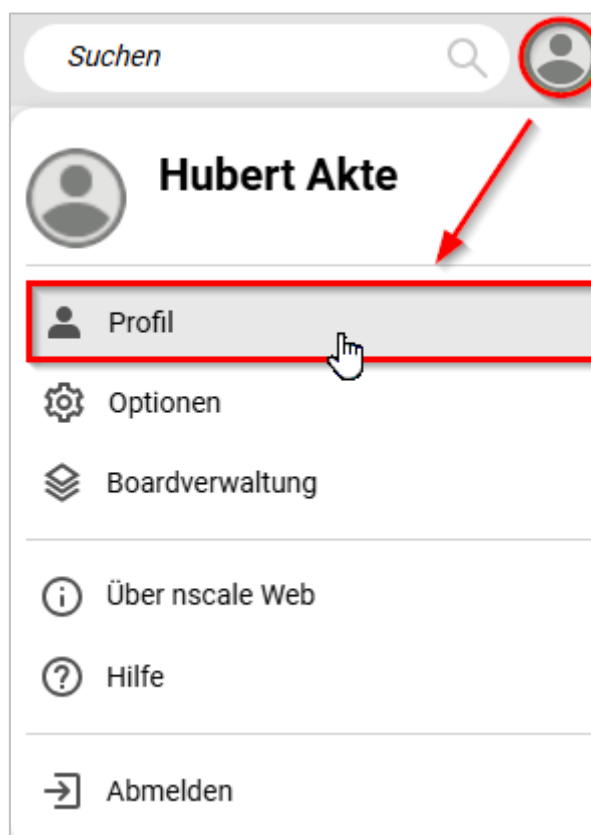 Suchen
Hubert Akte
Profil
Optionen
Boardverwaltung
Über nscale Web
Hilfe
Abmelden